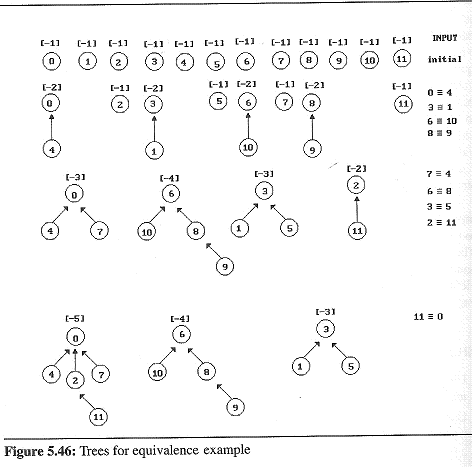 [-1] [-1] [-1] [-1] [-1] [-1] [-1] [-1] [-1] [-1] [-1] [-1] INPUT
0 1 2 3 4 5 6 7 8 9 10 11 initial
[-2] [-1] [-2] [-1] [-2] [-1] [-2] [-1]
0 2 3 5 6 7 8 11
0 ≡ 4
3 ≡ 1
6 ≡ 10
8 ≡ 9
4 1 10 9
[-3] [-4] [-3] [-2]
0 6 3 2
7 ≡ 4
6 ≡ 8
3 ≡ 5
2 ≡ 11
4 7 10 8 1 5 11
9
[-5] [-4] [-3]
0 6 3
11 ≡ 0
4 2 7 10 8 1 5
11 9
Figure 5.46: Trees for equivalence example